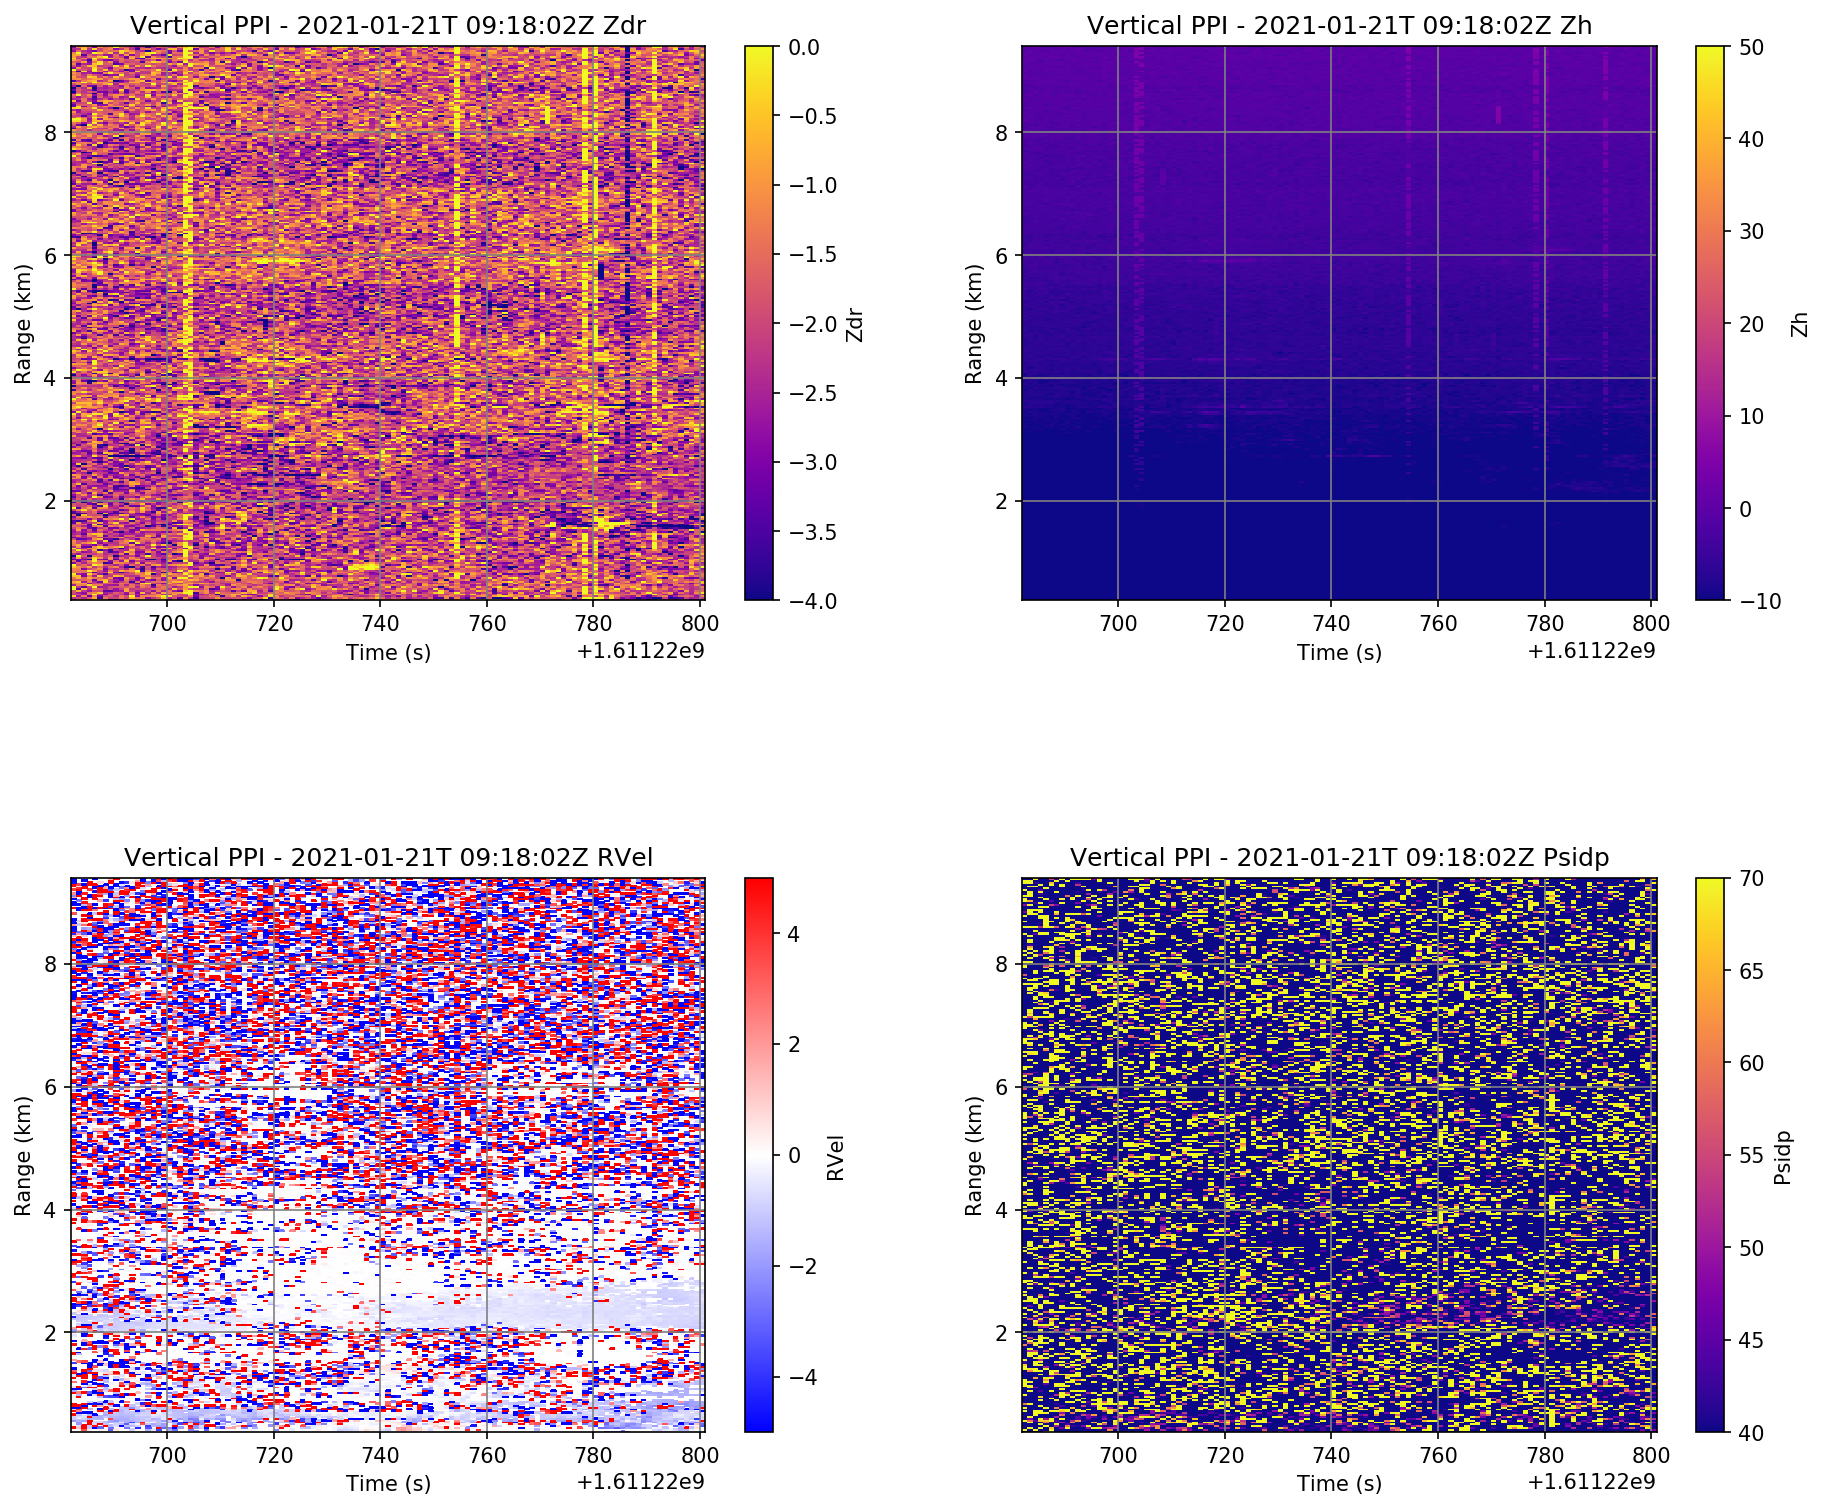 Vertical PPI - 2021-01-21T 09:18:02Z Zdr
Range (km)
8
6
4
2
700 720 740 760 780 800
Time (s)
+1.61122e9
0.0
−0.5
−1.0
−1.5
−2.0
−2.5
−3.0
−3.5
−4.0
Zdr
Vertical PPI - 2021-01-21T 09:18:02Z Zh
Range (km)
8
6
4
2
700 720 740 760 780 800
Time (s)
+1.61122e9
50
40
30
20
10
0
−10
Zh
Vertical PPI - 2021-01-21T 09:18:02Z RVel
Range (km)
8
6
4
2
700 720 740 760 780 800
Time (s)
+1.61122e9
4
2
0
−2
−4
RVel
Vertical PPI - 2021-01-21T 09:18:02Z Psidp
Range (km)
8
6
4
2
700 720 740 760 780 800
Time (s)
+1.61122e9
70
65
60
55
50
45
40
Psidp